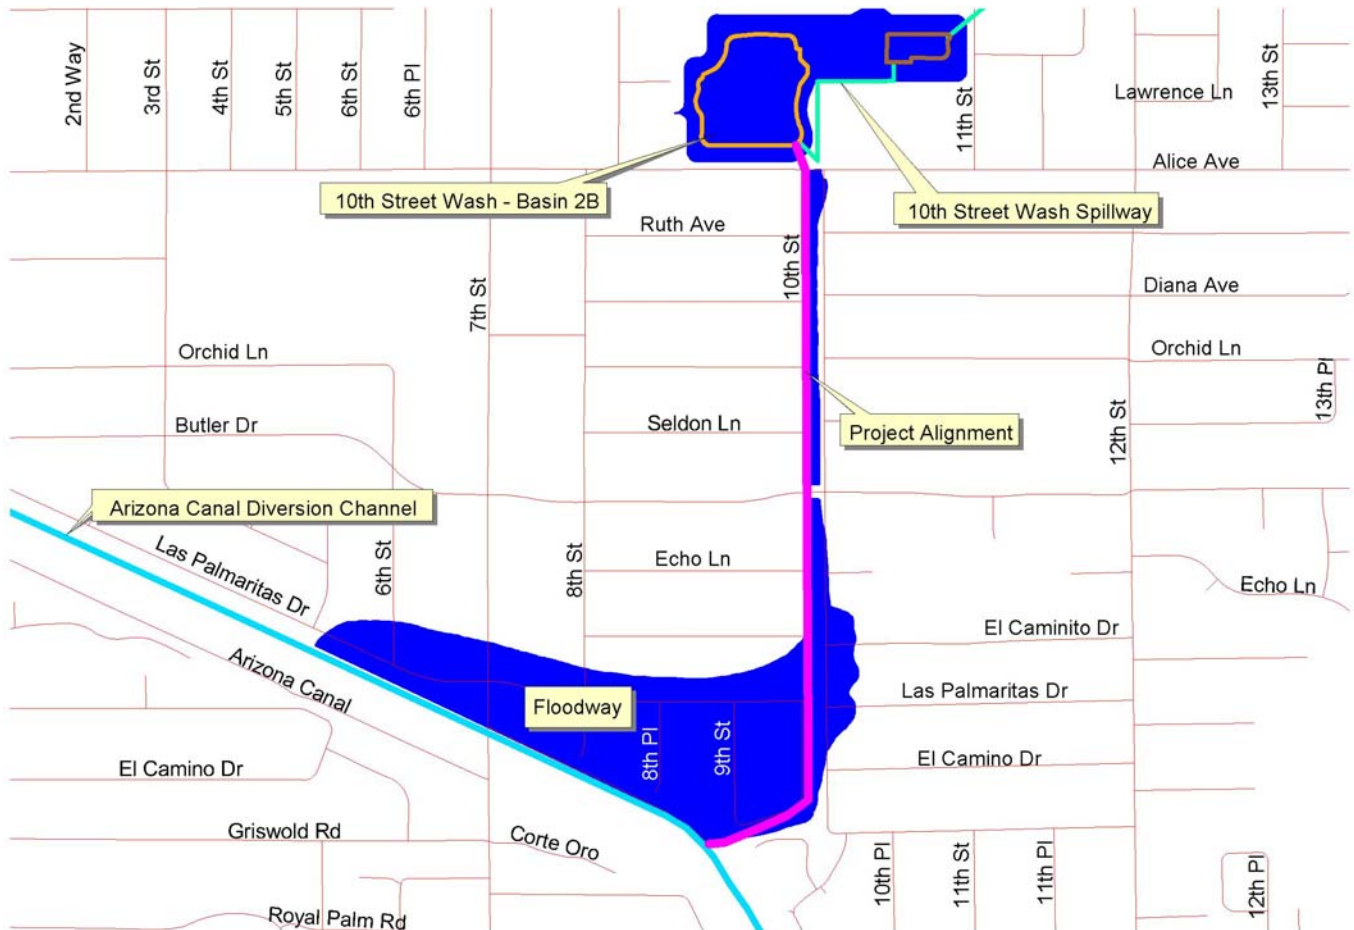 2nd Way
3rd St
4th St
5th St
6th St
6th Pl
11th St
13th St
Lawrence Ln
Alice Ave
10th Street Wash - Basin 2B
10th Street Wash Spillway
Ruth Ave
10th St
7th St
Diana Ave
Orchid Ln
Orchid Ln
13th Pl
Butler Dr
Seldon Ln
Project Alignment
12th St
Arizona Canal Diversion Channel
Las Palmaritas Dr
6th St
8th St
Echo Ln
Echo Ln
El Caminito Dr
Arizona Canal
Floodway
Las Palmaritas Dr
8th Pl
9th St
El Camino Dr
El Camino Dr
Griswold Rd
Corte Oro
10th Pl
11th St
11th Pl
12th Pl
Royal Palm Rd